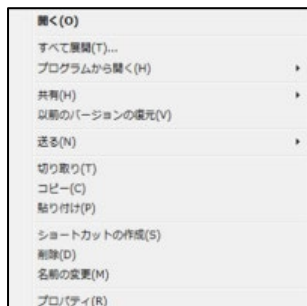 開く(O)
すべて展開(T)...
プログラムから開く(H)
共有(H)
以前のバージョンの復元(V)
送る(N)
切り取り(T)
コピー(C)
貼り付け(P)
ショートカットの作成(S)
削除(D)
名前の変更(M)
プロパティ(R)